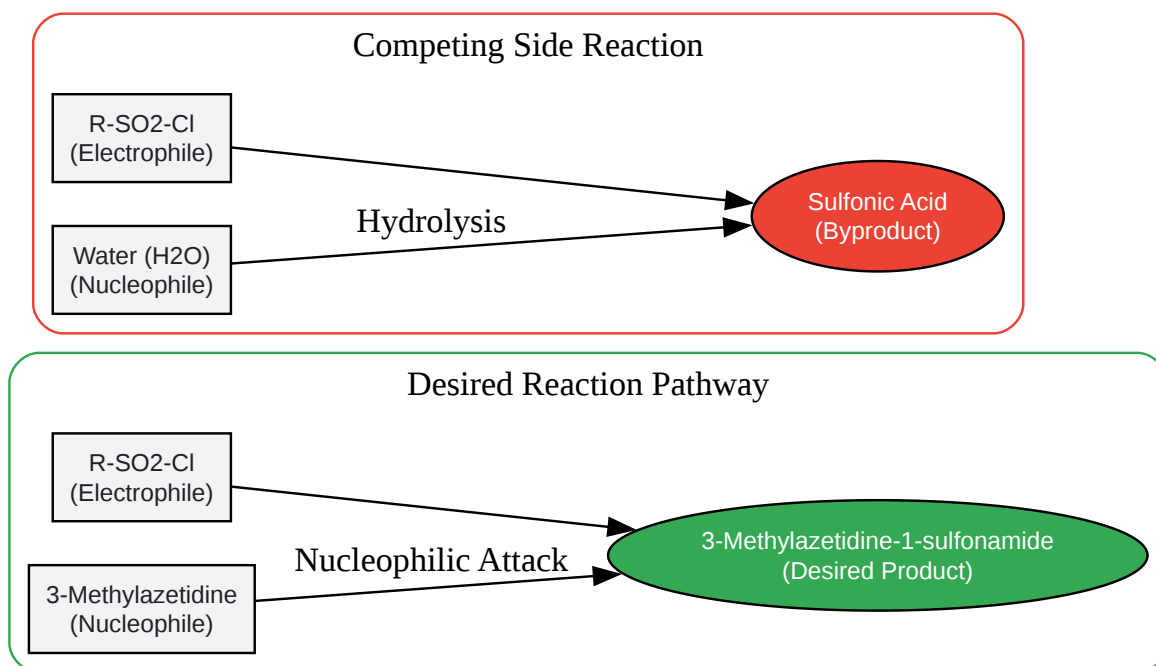 Competing Side Reaction
R-SO2-Cl
(Electrophile)
Water (H2O)
(Nucleophile)
Hydrolysis
Sulfonic Acid
(Byproduct)
Desired Reaction Pathway
R-SO2-Cl
(Electrophile)
3-Methylazetidine
(Nucleophile)
Nucleophilic Attack
3-Methylazetidine-1-sulfonamide
(Desired Product)